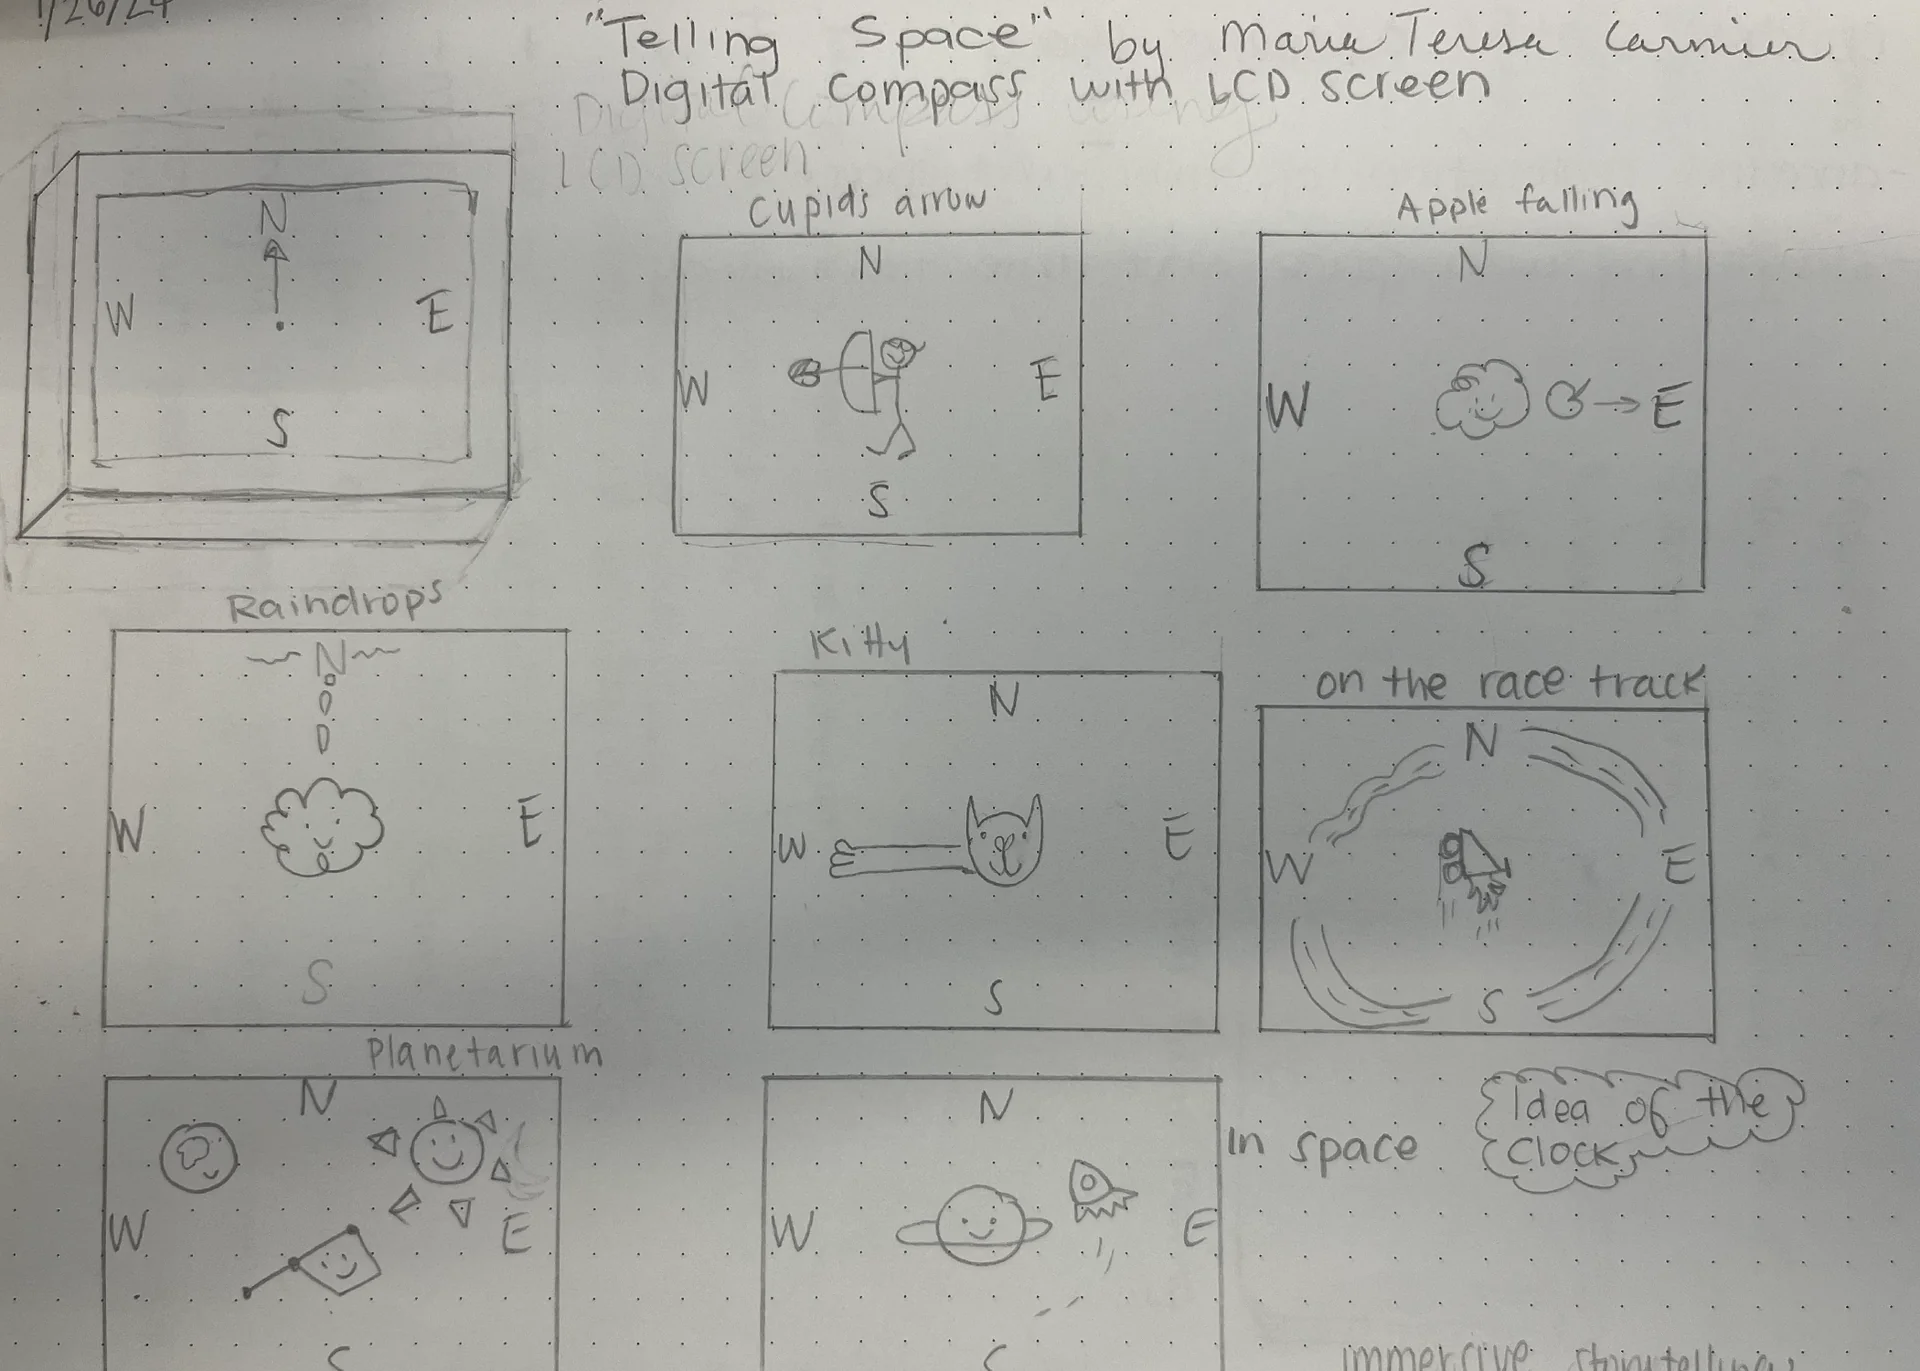 1/26/24
"Telling Space" by Maria Teresa Carmier
Digital Compass with LCD screen
Digital Compass using
LCD screen
N
W E
S
Cupids arrow
N
W E
S
Apple falling
N
W E
S
Raindrops
N
W E
S
Kitty
N
W E
S
on the race track
N
W E
S
Planetarium
N
W E
S
In space
N
W E
S
Idea of the
Clock
immersive storytelling